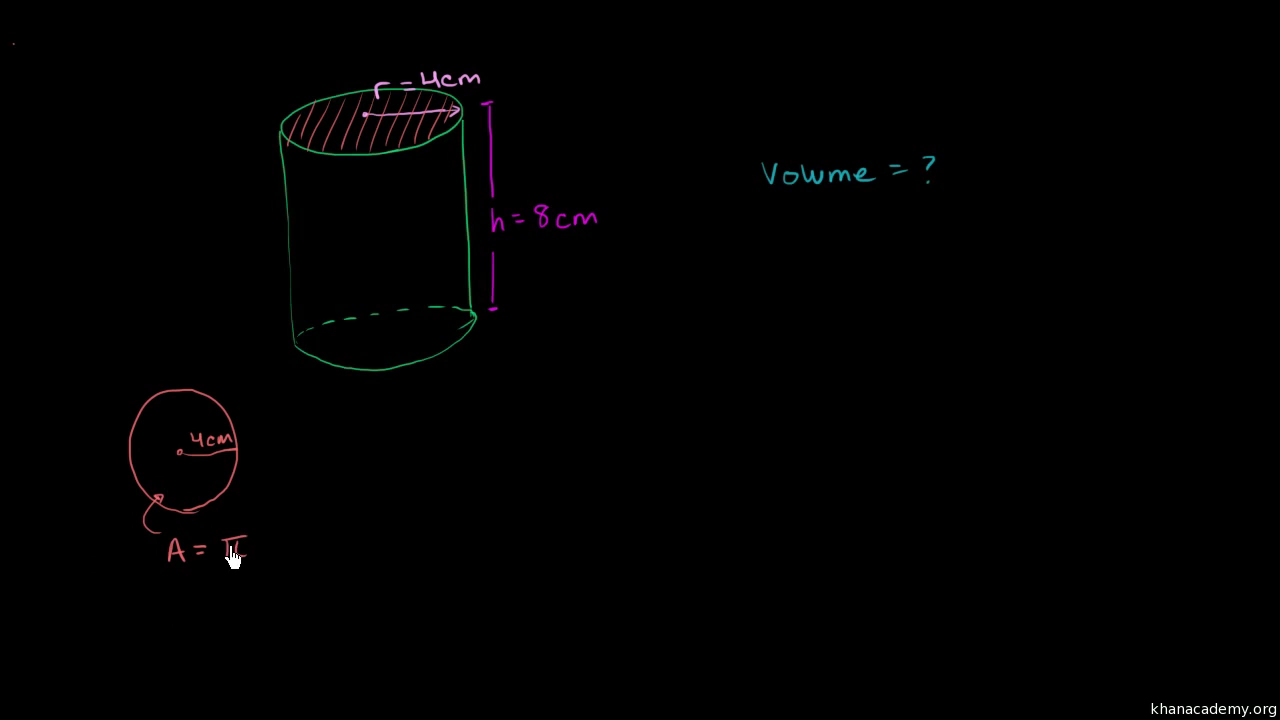 r = 4cm
Volume = ?
h = 8cm
4cm
A = π
khanacademy.org